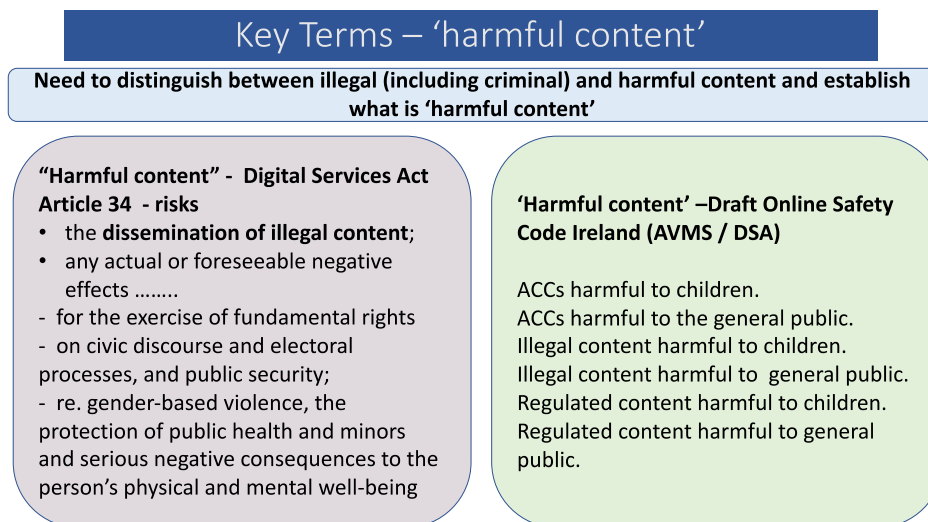 Key Terms – ‘harmful content’
Need to distinguish between illegal (including criminal) and harmful content and establish
what is ‘harmful content’
“Harmful content” - Digital Services Act
Article 34 - risks
• the dissemination of illegal content;
• any actual or foreseeable negative
effects ……..
- for the exercise of fundamental rights
- on civic discourse and electoral
processes, and public security;
- re. gender-based violence, the
protection of public health and minors
and serious negative consequences to the
person’s physical and mental well-being
‘Harmful content’ –Draft Online Safety
Code Ireland (AVMS / DSA)
ACCs harmful to children.
ACCs harmful to the general public.
Illegal content harmful to children.
Illegal content harmful to general public.
Regulated content harmful to children.
Regulated content harmful to general
public.